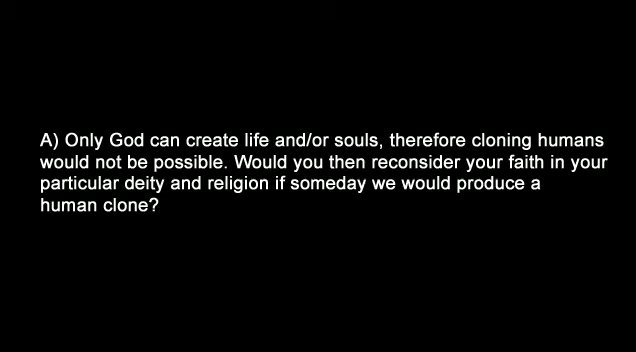 A) Only God can create life and/or souls, therefore cloning humans
would not be possible. Would you then reconsider your faith in your
particular deity and religion if someday we would produce a
human clone?